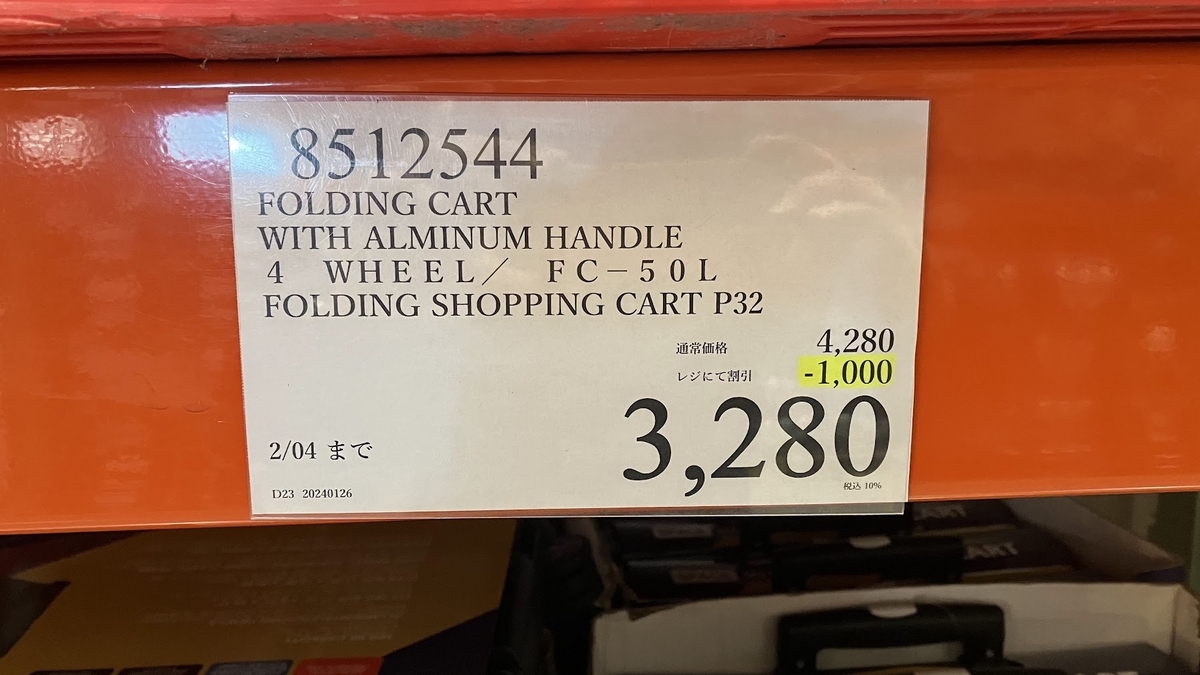 8512544
FOLDING CART
WITH ALMINUM HANDLE
４　ＷＨＥＥＬ／　ＦＣ－５０Ｌ
FOLDING SHOPPING CART P32
通常価格 4,280
レジにて割引 -1,000
3,280
2/04 まで
税込 10%
D23 20240126
ART